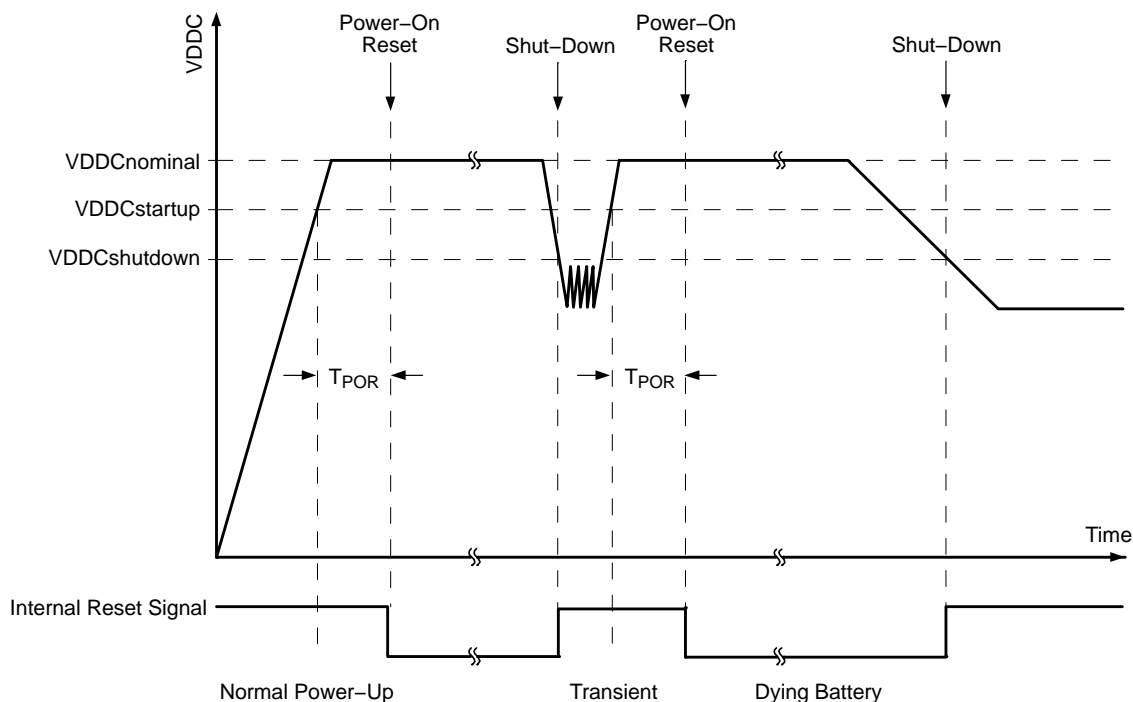 VDDC
Power–On
Reset
Shut–Down
Power–On
Reset
Shut–Down
VDDCnominal
VDDCstartup
VDDCshutdown
TPOR
TPOR
Time
Internal Reset Signal
Normal Power–Up
Transient
Dying Battery